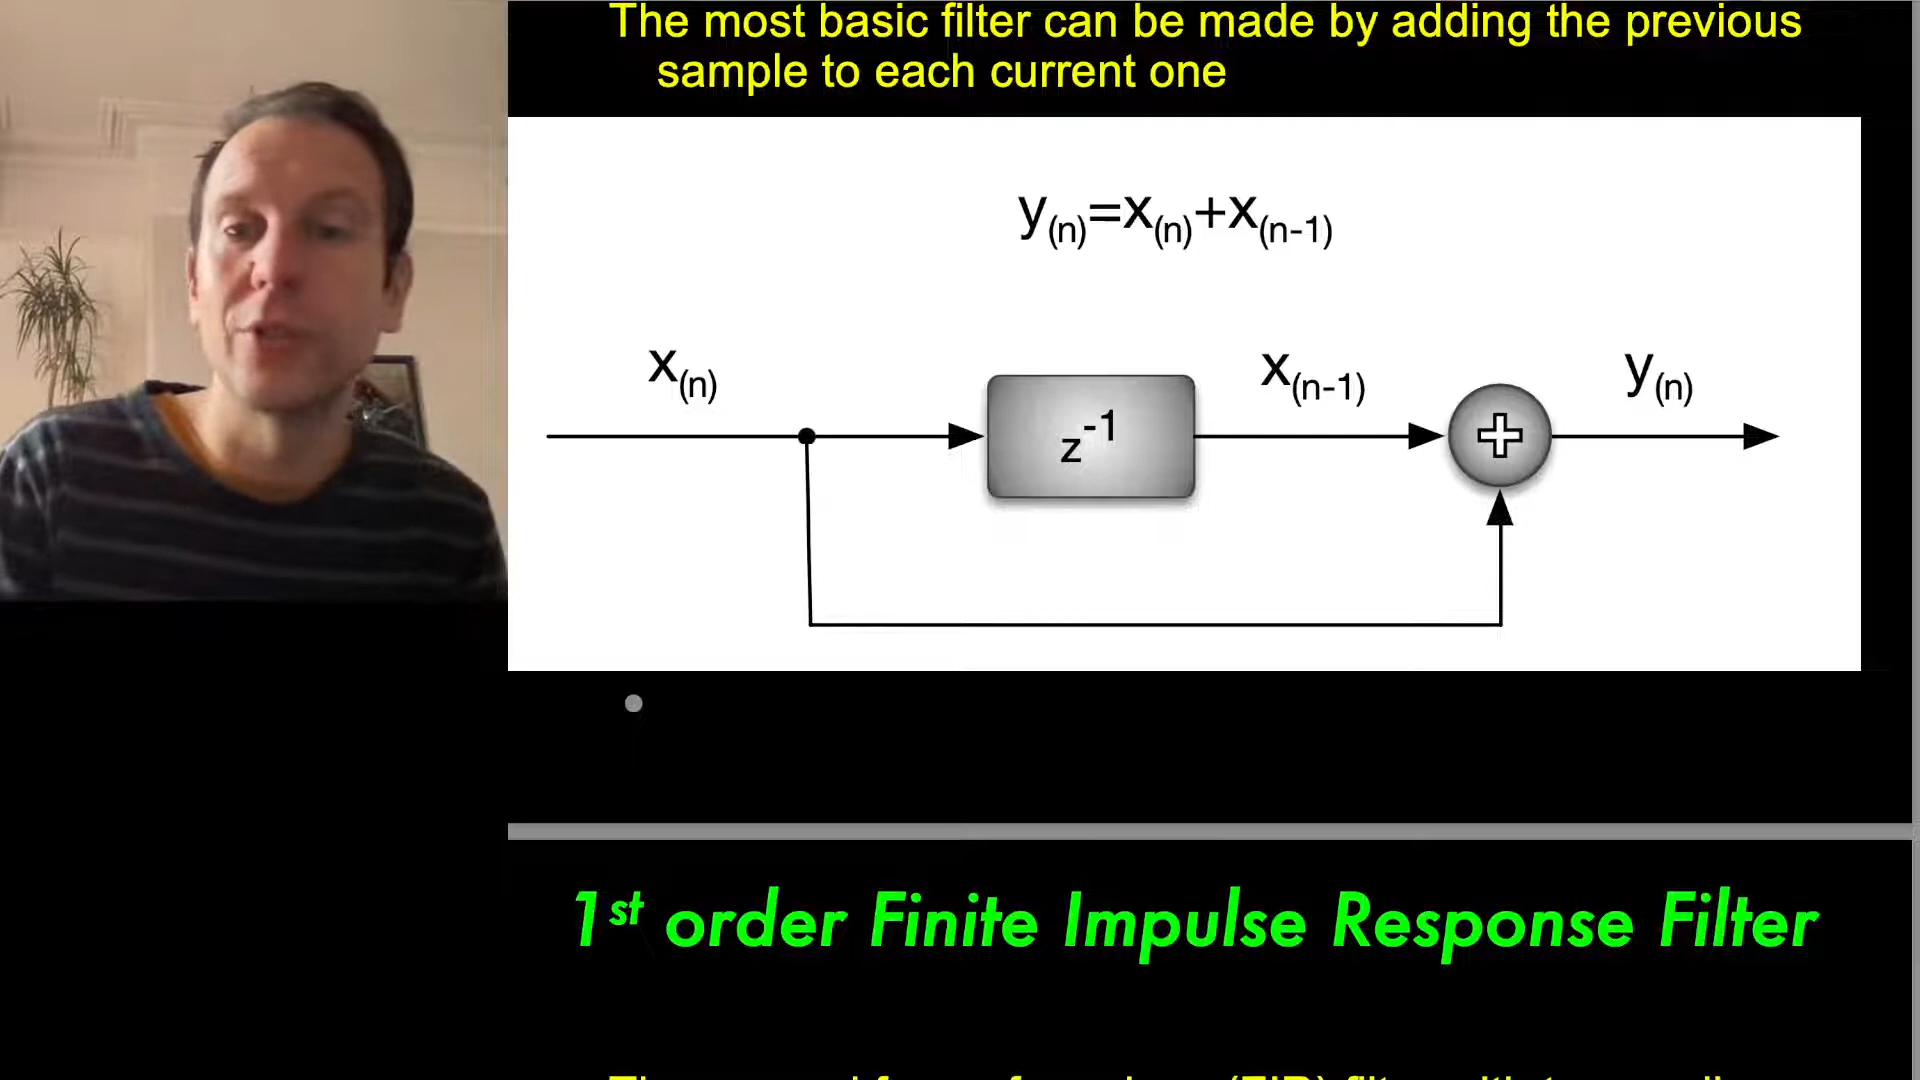 The most basic filter can be made by adding the previous
sample to each current one
y(n)=x(n)+x(n-1)
x(n)
z-1
x(n-1)
y(n)
1st order Finite Impulse Response Filter